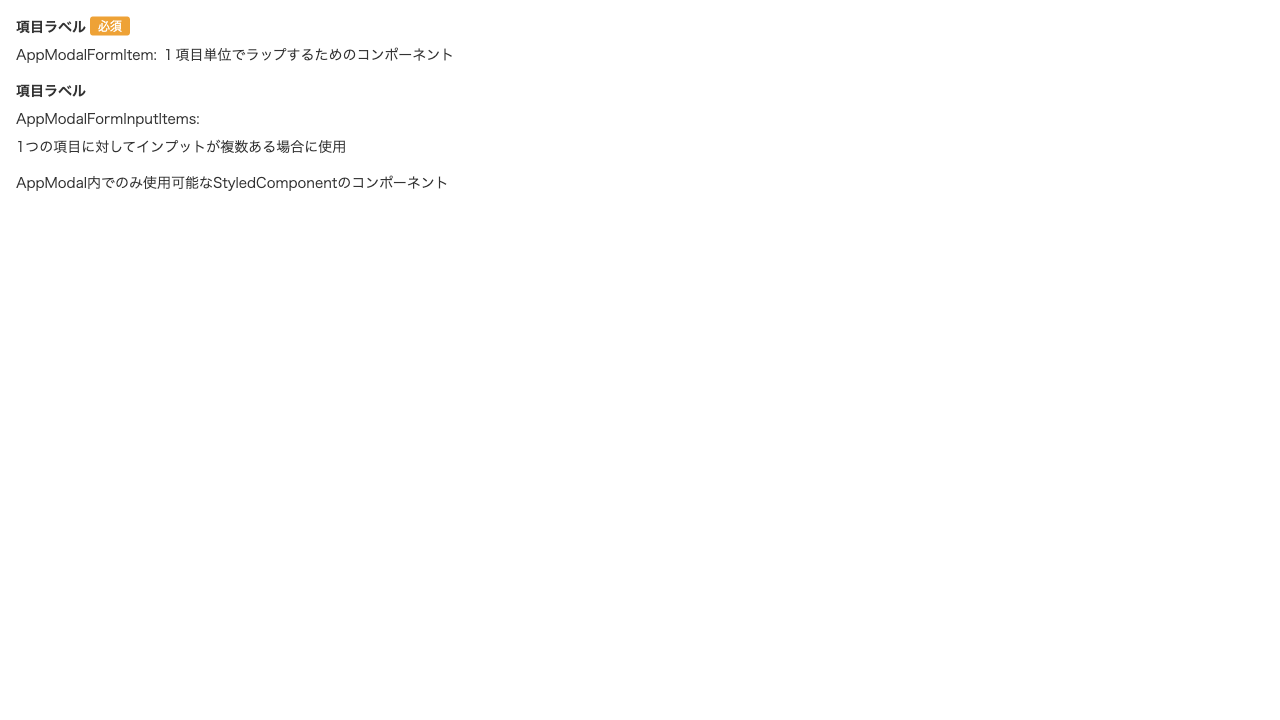 項目ラベル 必須
AppModalFormItem: １項目単位でラップするためのコンポーネント
項目ラベル
AppModalFormInputItems:
1つの項目に対してインプットが複数ある場合に使用
AppModal内でのみ使用可能なStyledComponentのコンポーネント